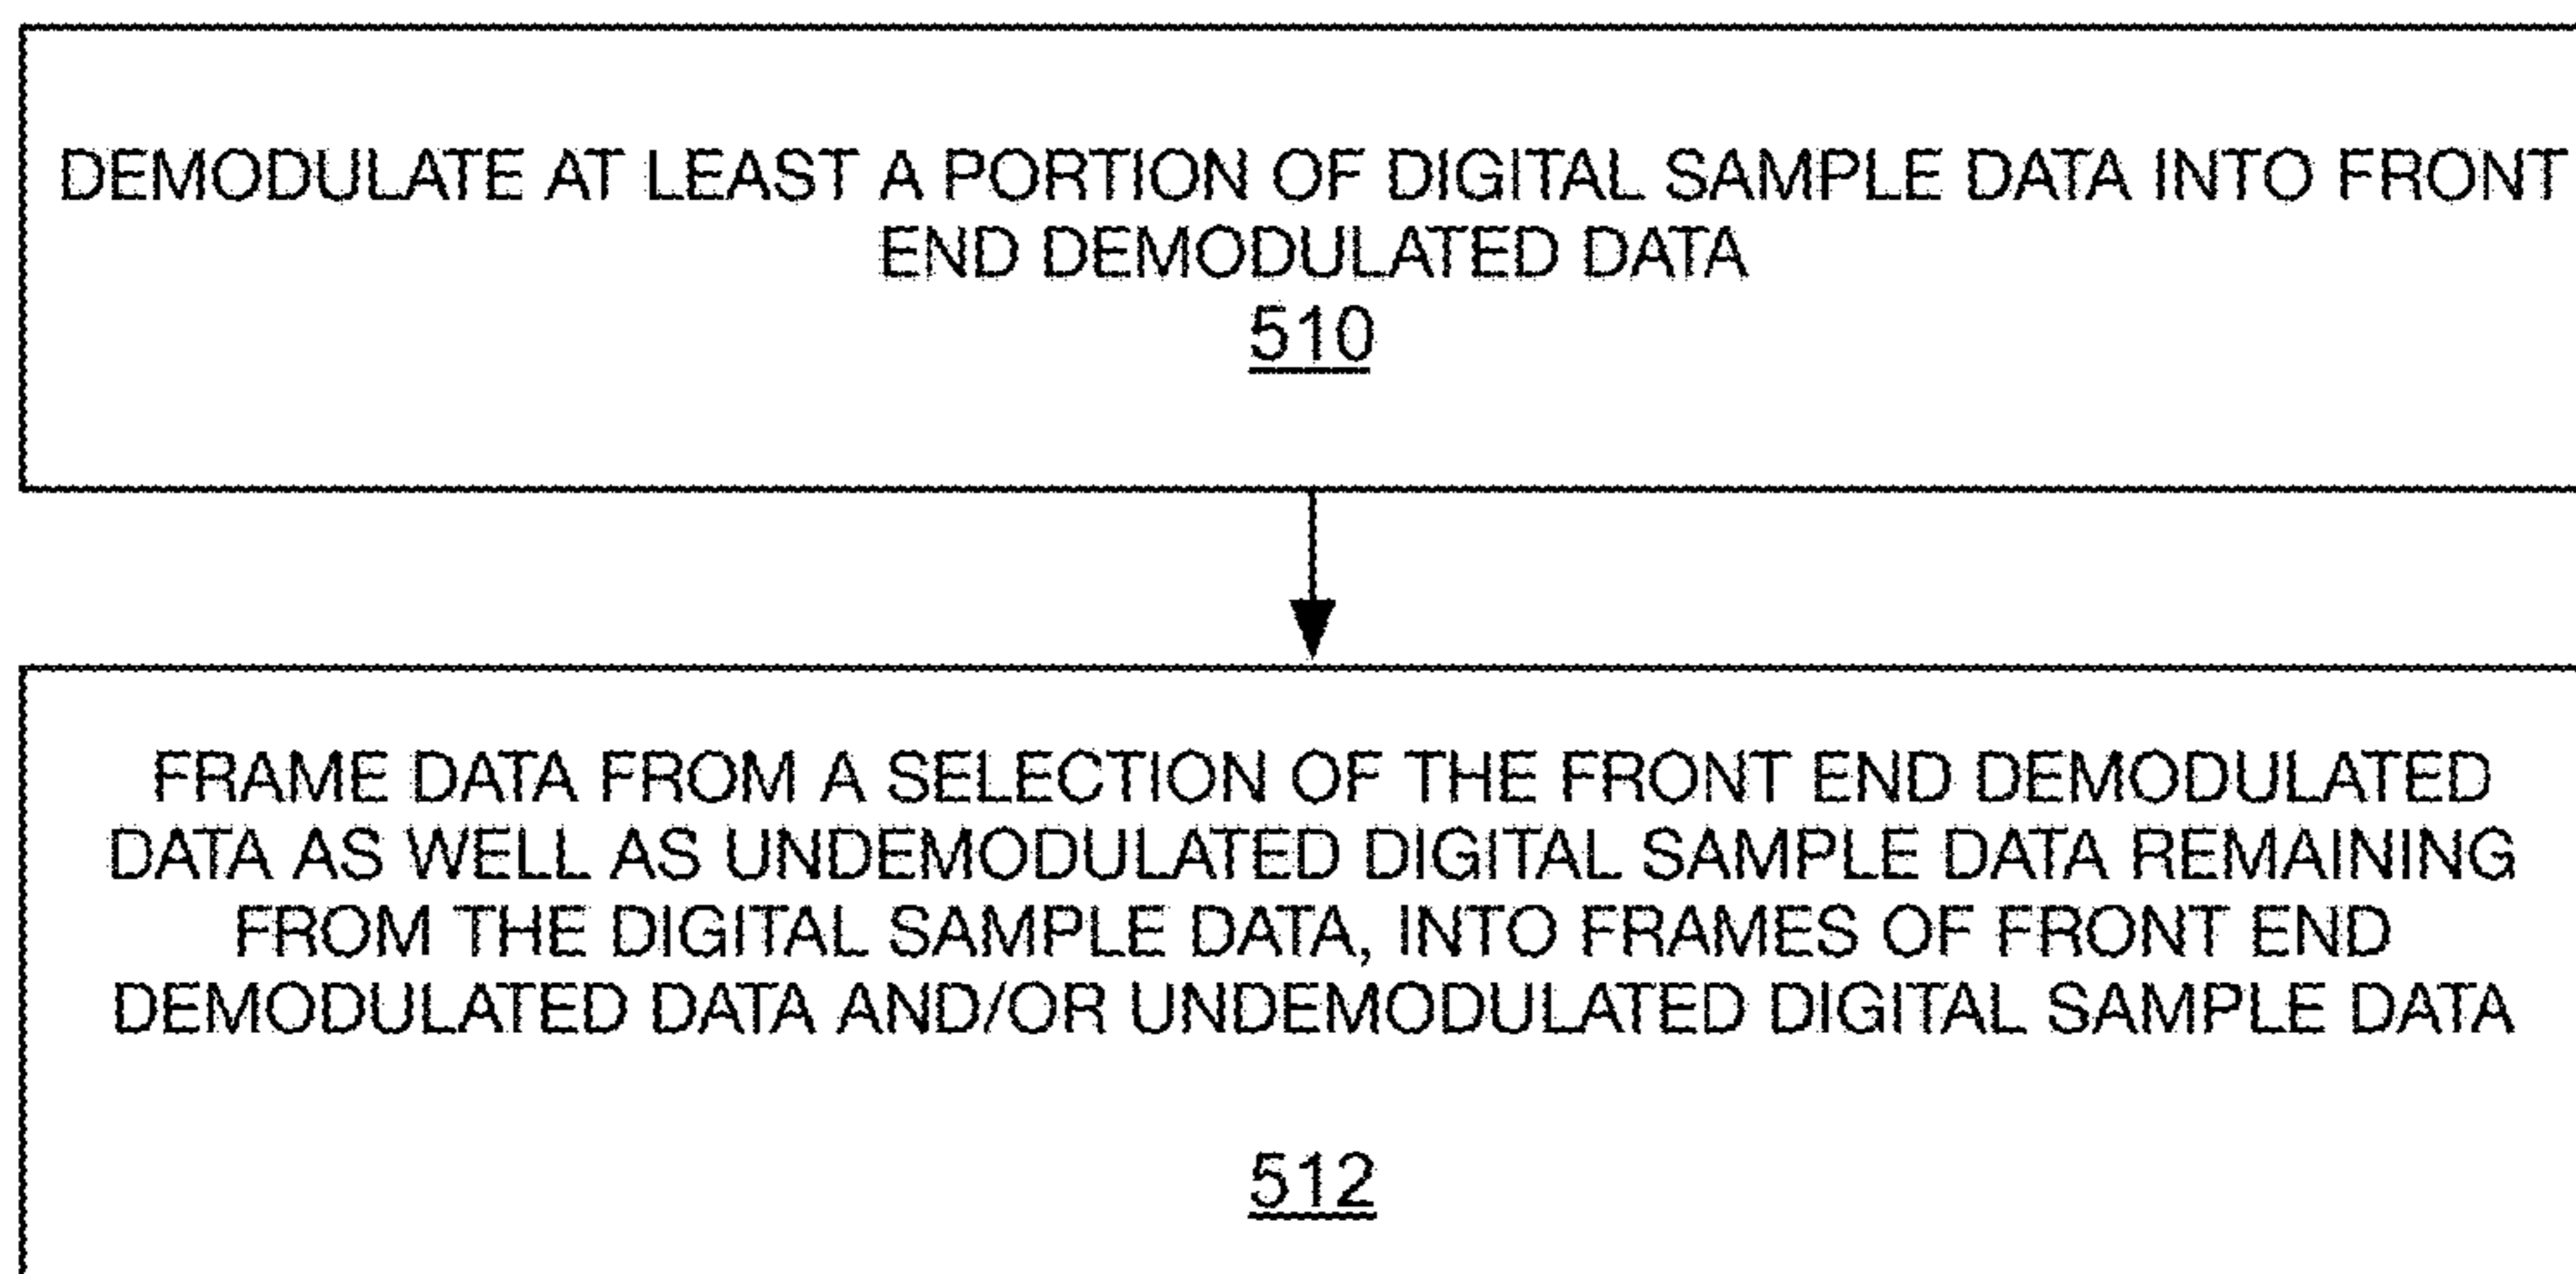 DEMODULATE AT LEAST A PORTION OF DIGITAL SAMPLE DATA INTO FRONT
END DEMODULATED DATA
510
FRAME DATA FROM A SELECTION OF THE FRONT END DEMODULATED
DATA AS WELL AS UNDEMODULATED DIGITAL SAMPLE DATA REMAINING
FROM THE DIGITAL SAMPLE DATA, INTO FRAMES OF FRONT END
DEMODULATED DATA AND/OR UNDEMODULATED DIGITAL SAMPLE DATA
512